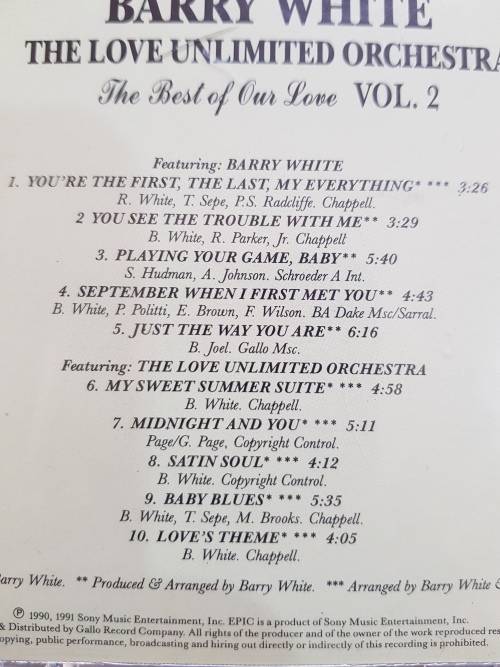 BARRY WHITE
THE LOVE UNLIMITED ORCHESTRA
The Best of Our Love VOL. 2
Featuring: BARRY WHITE
1. YOU'RE THE FIRST, THE LAST, MY EVERYTHING* *** 3:26
R. White, T. Sepe, P.S. Radcliffe. Chappell.
2 YOU SEE THE TROUBLE WITH ME** 3:29
B. White, R. Parker, Jr. Chappell
3. PLAYING YOUR GAME, BABY** 5:40
S. Hudman, A. Johnson. Schroeder A Int.
4. SEPTEMBER WHEN I FIRST MET YOU** 4:43
B. White, P. Politti, E. Brown, F. Wilson. BA Dake Msc/Sarral.
5. JUST THE WAY YOU ARE** 6:16
B. Joel. Gallo Msc.
Featuring: THE LOVE UNLIMITED ORCHESTRA
6. MY SWEET SUMMER SUITE* *** 4:58
B. White. Chappell.
7. MIDNIGHT AND YOU* *** 5:11
Page/G. Page, Copyright Control.
8. SATIN SOUL* *** 4:12
B. White. Copyright Control.
9. BABY BLUES* *** 5:35
B. White, T. Sepe, M. Brooks. Chappell.
10. LOVE'S THEME* *** 4:05
B. White. Chappell.
Barry White. ** Produced & Arranged by Barry White. *** Arranged by Barry White &
℗ 1990, 1991 Sony Music Entertainment, Inc. EPIC is a product of Sony Music Entertainment, Inc.
& Distributed by Gallo Record Company. All rights of the producer and of the owner of the work reproduced res
opying, public performance, broadcasting and hiring out directly or indirectly of this recording is prohibited.